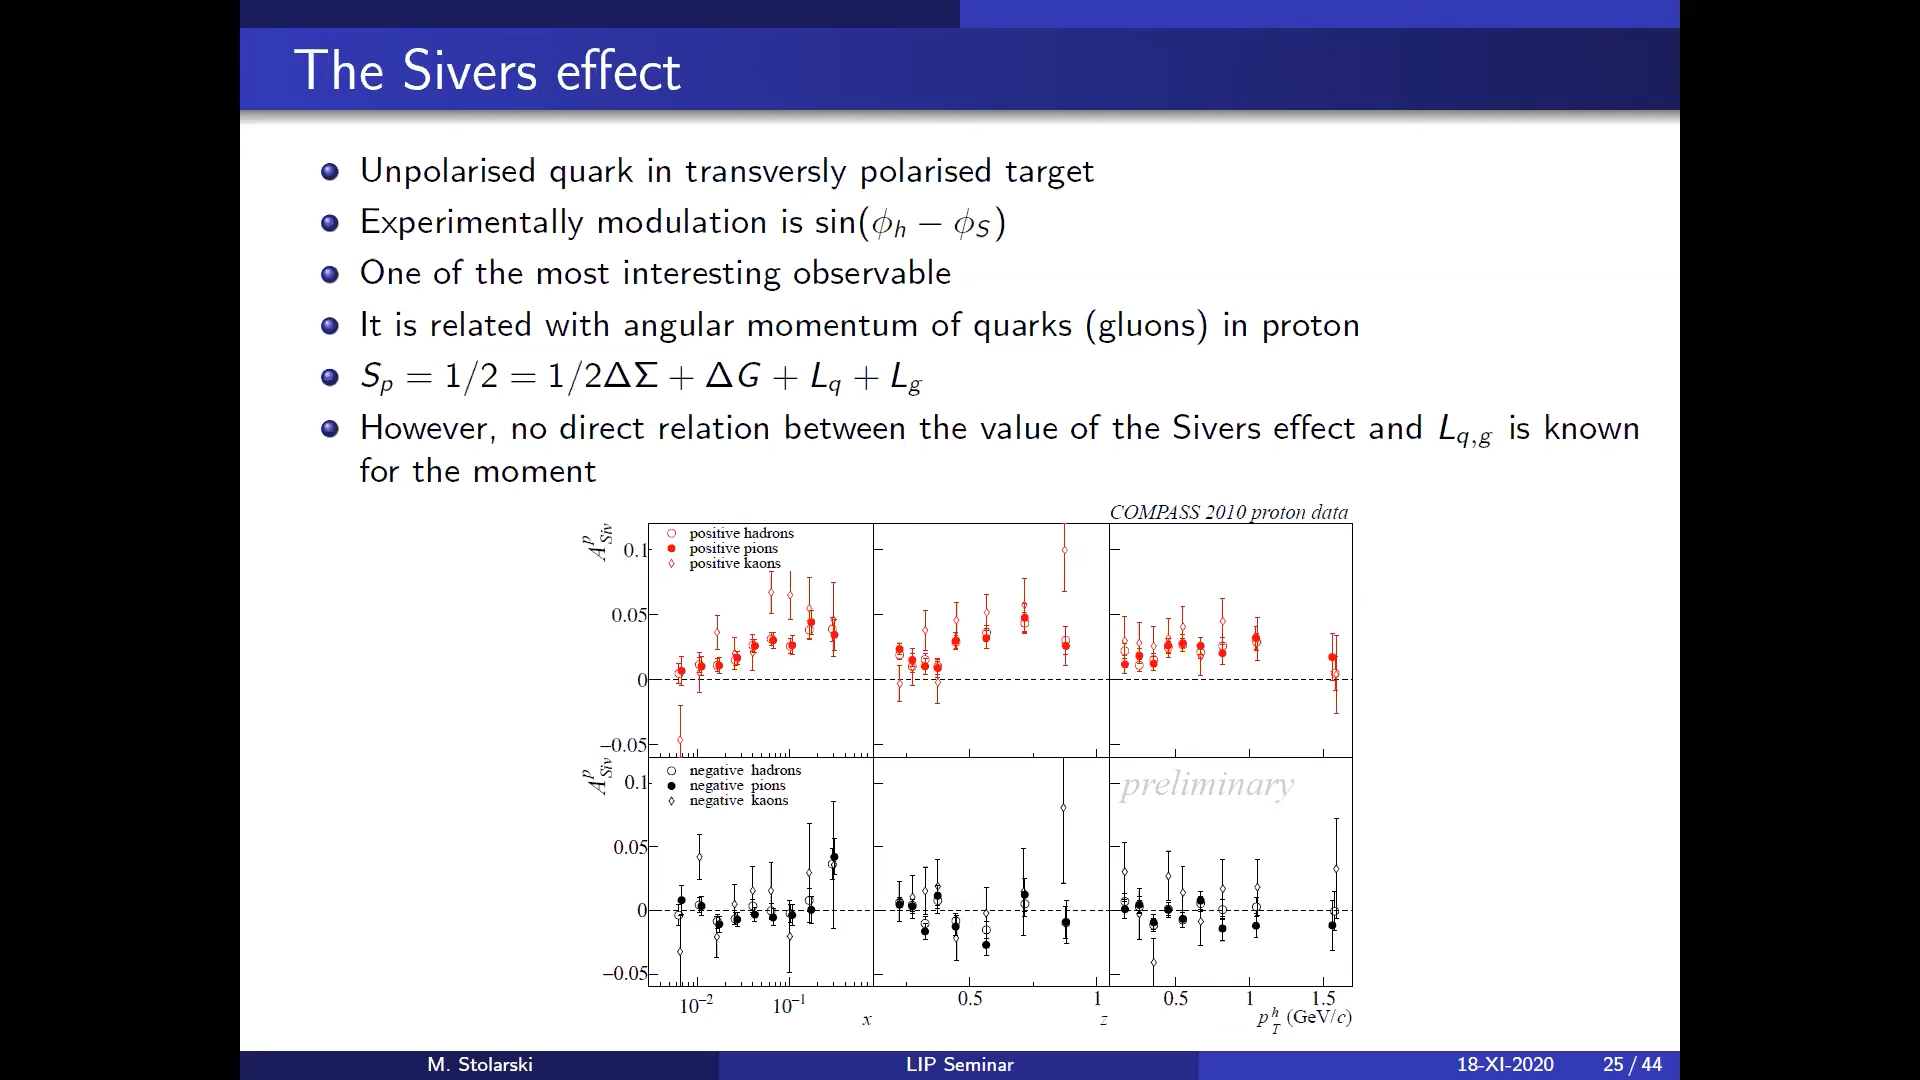 The Sivers effect
Unpolarised quark in transversly polarised target
Experimentally modulation is sin(ϕh − ϕS)
One of the most interesting observable
It is related with angular momentum of quarks (gluons) in proton
Sp = 1/2 = 1/2ΔΣ + ΔG + Lq + Lg
However, no direct relation between the value of the Sivers effect and Lq,g is known
for the moment
COMPASS 2010 proton data
A^p_Siv
positive hadrons
positive pions
positive kaons
0.1
0.05
0
−0.05
A^p_Siv
negative hadrons
negative pions
negative kaons
preliminary
0.1
0.05
0
−0.05
10⁻² 10⁻¹ 0.5 1 0.5 1 1.5
x z p^h_T (GeV/c)
M. Stolarski LIP Seminar 18-XI-2020 25 / 44